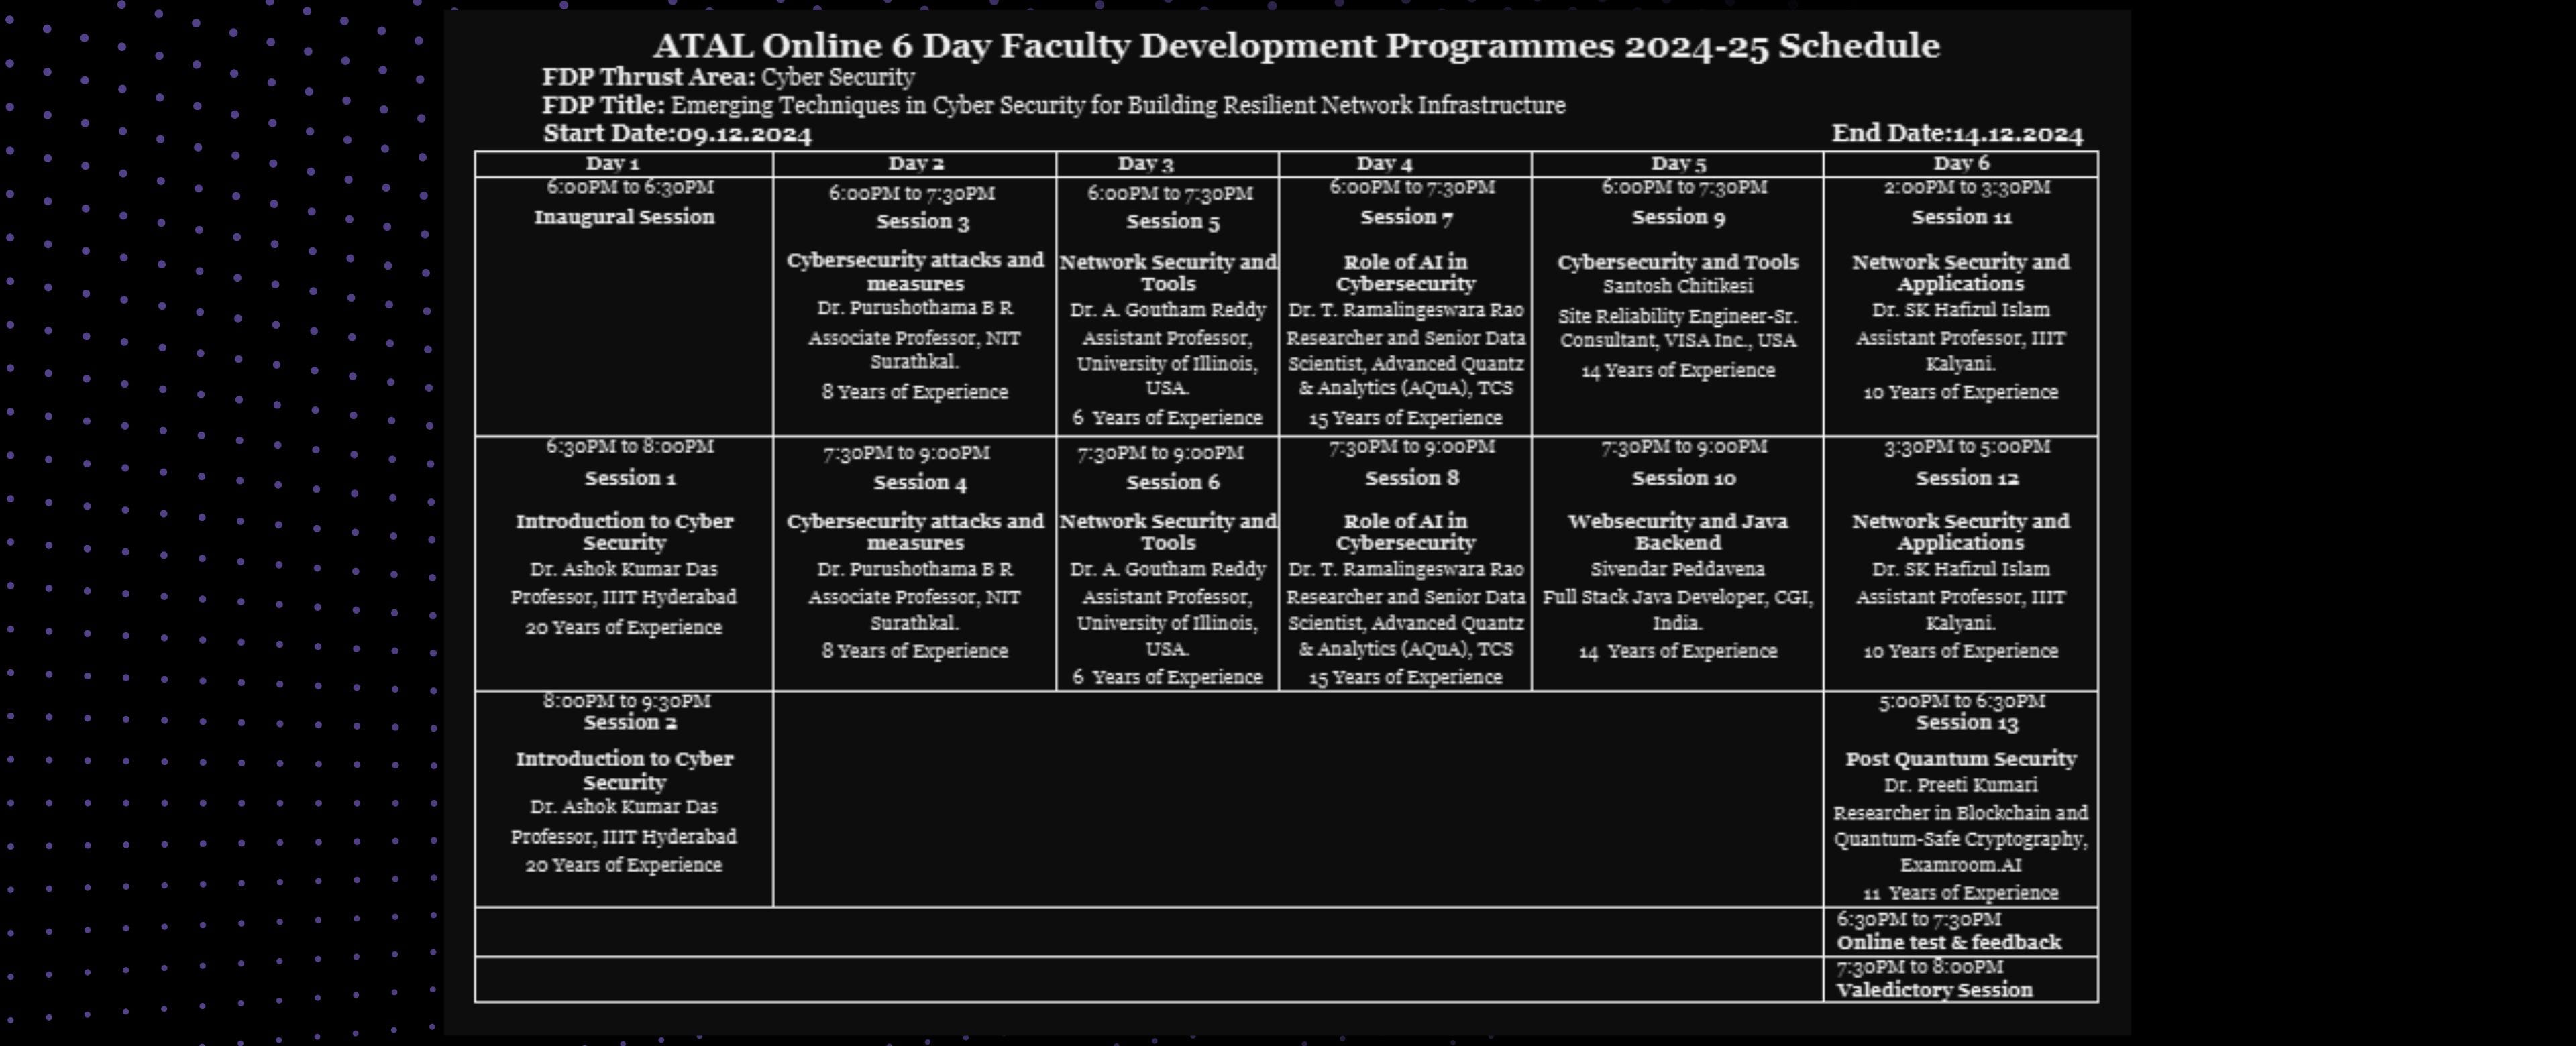 ATAL Online 6 Day Faculty Development Programmes 2024-25 Schedule
FDP Thrust Area: Cyber Security
FDP Title: Emerging Techniques in Cyber Security for Building Resilient Network Infrastructure
Start Date:09.12.2024
End Date:14.12.2024
Day 1
Day 2
Day 3
Day 4
Day 5
Day 6
6:00PM to 6:30PM
Inaugural Session
6:00PM to 7:30PM
Session 3
Cybersecurity attacks and
measures
Dr. Purushothama B R
Associate Professor, NIT
Surathkal.
8 Years of Experience
6:00PM to 7:30PM
Session 5
Network Security and
Tools
Dr. A. Goutham Reddy
Assistant Professor,
University of Illinois,
USA.
6 Years of Experience
6:00PM to 7:30PM
Session 7
Role of AI in
Cybersecurity
Dr. T. Ramalingeswara Rao
Researcher and Senior Data
Scientist, Advanced Quantz
& Analytics (AQuA), TCS
15 Years of Experience
6:00PM to 7:30PM
Session 9
Cybersecurity and Tools
Santosh Chitikesi
Site Reliability Engineer-Sr.
Consultant, VISA Inc., USA
14 Years of Experience
2:00PM to 3:30PM
Session 11
Network Security and
Applications
Dr. SK Hafizul Islam
Assistant Professor, IIIT
Kalyani.
10 Years of Experience
6:30PM to 8:00PM
Session 1
Introduction to Cyber
Security
Dr. Ashok Kumar Das
Professor, IIIT Hyderabad
20 Years of Experience
7:30PM to 9:00PM
Session 4
Cybersecurity attacks and
measures
Dr. Purushothama B R
Associate Professor, NIT
Surathkal.
8 Years of Experience
7:30PM to 9:00PM
Session 6
Network Security and
Tools
Dr. A. Goutham Reddy
Assistant Professor,
University of Illinois,
USA.
6 Years of Experience
7:30PM to 9:00PM
Session 8
Role of AI in
Cybersecurity
Dr. T. Ramalingeswara Rao
Researcher and Senior Data
Scientist, Advanced Quantz
& Analytics (AQuA), TCS
15 Years of Experience
7:30PM to 9:00PM
Session 10
Websecurity and Java
Backend
Sivendar Peddavena
Full Stack Java Developer, CGI,
India.
14 Years of Experience
3:30PM to 5:00PM
Session 12
Network Security and
Applications
Dr. SK Hafizul Islam
Assistant Professor, IIIT
Kalyani.
10 Years of Experience
8:00PM to 9:30PM
Session 2
Introduction to Cyber
Security
Dr. Ashok Kumar Das
Professor, IIIT Hyderabad
20 Years of Experience
5:00PM to 6:30PM
Session 13
Post Quantum Security
Dr. Preeti Kumari
Researcher in Blockchain and
Quantum-Safe Cryptography,
Examroom.AI
11 Years of Experience
6:30PM to 7:30PM
Online test & feedback
7:30PM to 8:00PM
Valedictory Session